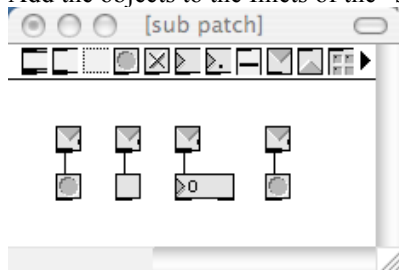 Add the objects to the inlets of the
[sub patch]
0